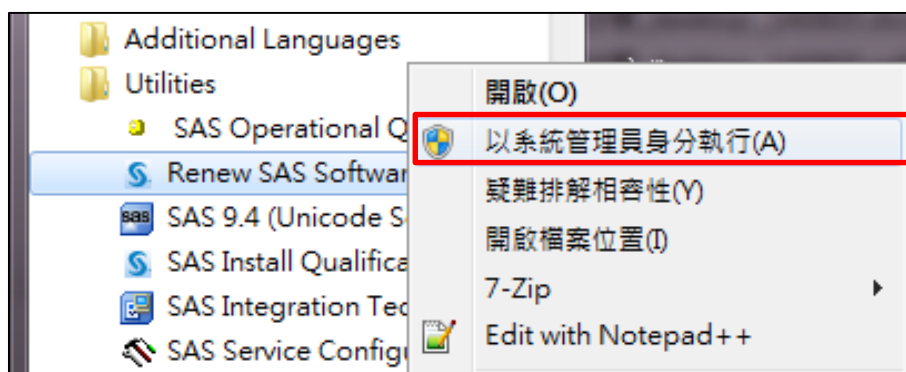 Additional Languages
Utilities
開啟(O)
SAS Operational Q
以系統管理員身分執行(A)
Renew SAS Softwar
疑難排解相容性(Y)
SAS 9.4 (Unicode S
開啟檔案位置(I)
SAS Install Qualifica
7-Zip
SAS Integration Tec
Edit with Notepad++
SAS Service Config